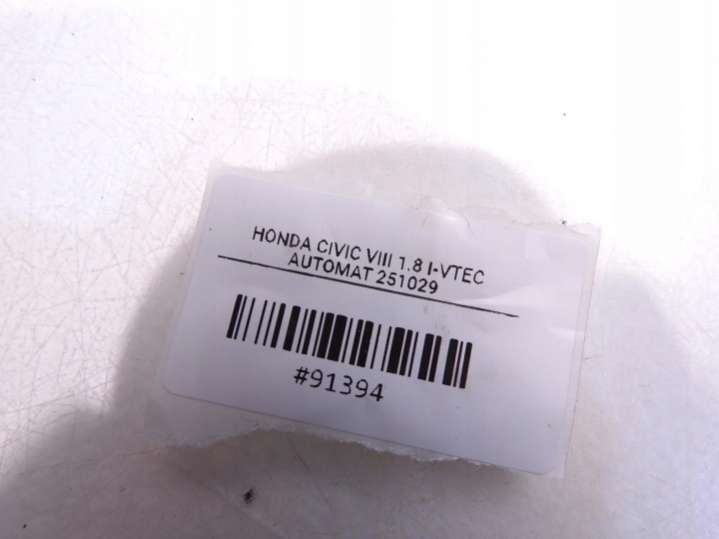 HONDA CIVIC VIII 1.8 I-VTEC
AUTOMAT 251029
#91394